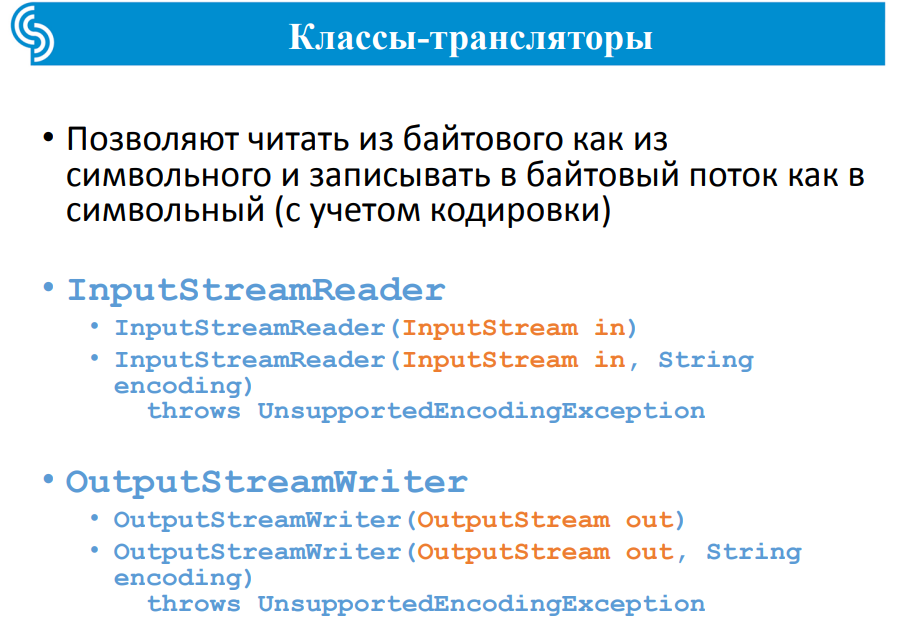 Классы-трансляторы
• Позволяют читать из байтового как из
символьного и записывать в байтовый поток как в
символьный (с учетом кодировки)
• InputStreamReader
• InputStreamReader(InputStream in)
• InputStreamReader(InputStream in, String
encoding)
throws UnsupportedEncodingException
• OutputStreamWriter
• OutputStreamWriter(OutputStream out)
• OutputStreamWriter(OutputStream out, String
encoding)
throws UnsupportedEncodingException